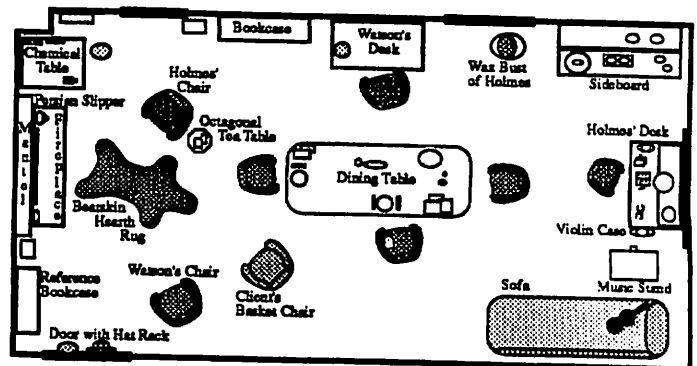 Bookcase
Watson's
Desk
Chemical
Table
Wax Bust
of Holmes
Sideboard
Holmes'
Chair
Persian Slipper
Mantel
Fireplace
Octagonal
Tea Table
Holmes' Desk
Dining Table
Bearskin
Hearth
Rug
Violin Case
Watson's Chair
Client's
Basket Chair
Reference
Bookcase
Sofa
Music Stand
Door with Hat Rack